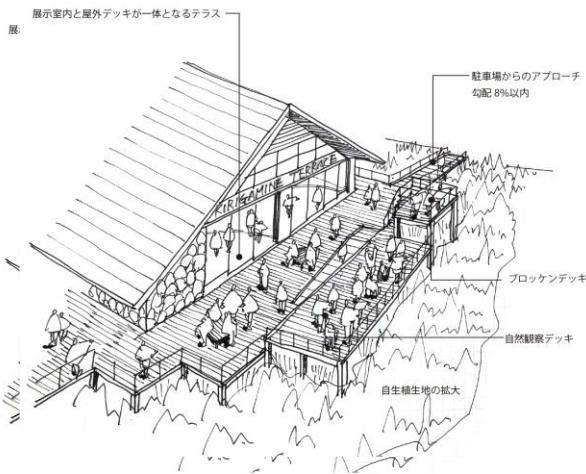 展示室内と屋外デッキが一体となるテラス
展
駐車場からのアプローチ
勾配 8%以内
KIRIGAMINE TERRACE
ブロッケンデッキ
自然観察デッキ
自生植生地の拡大